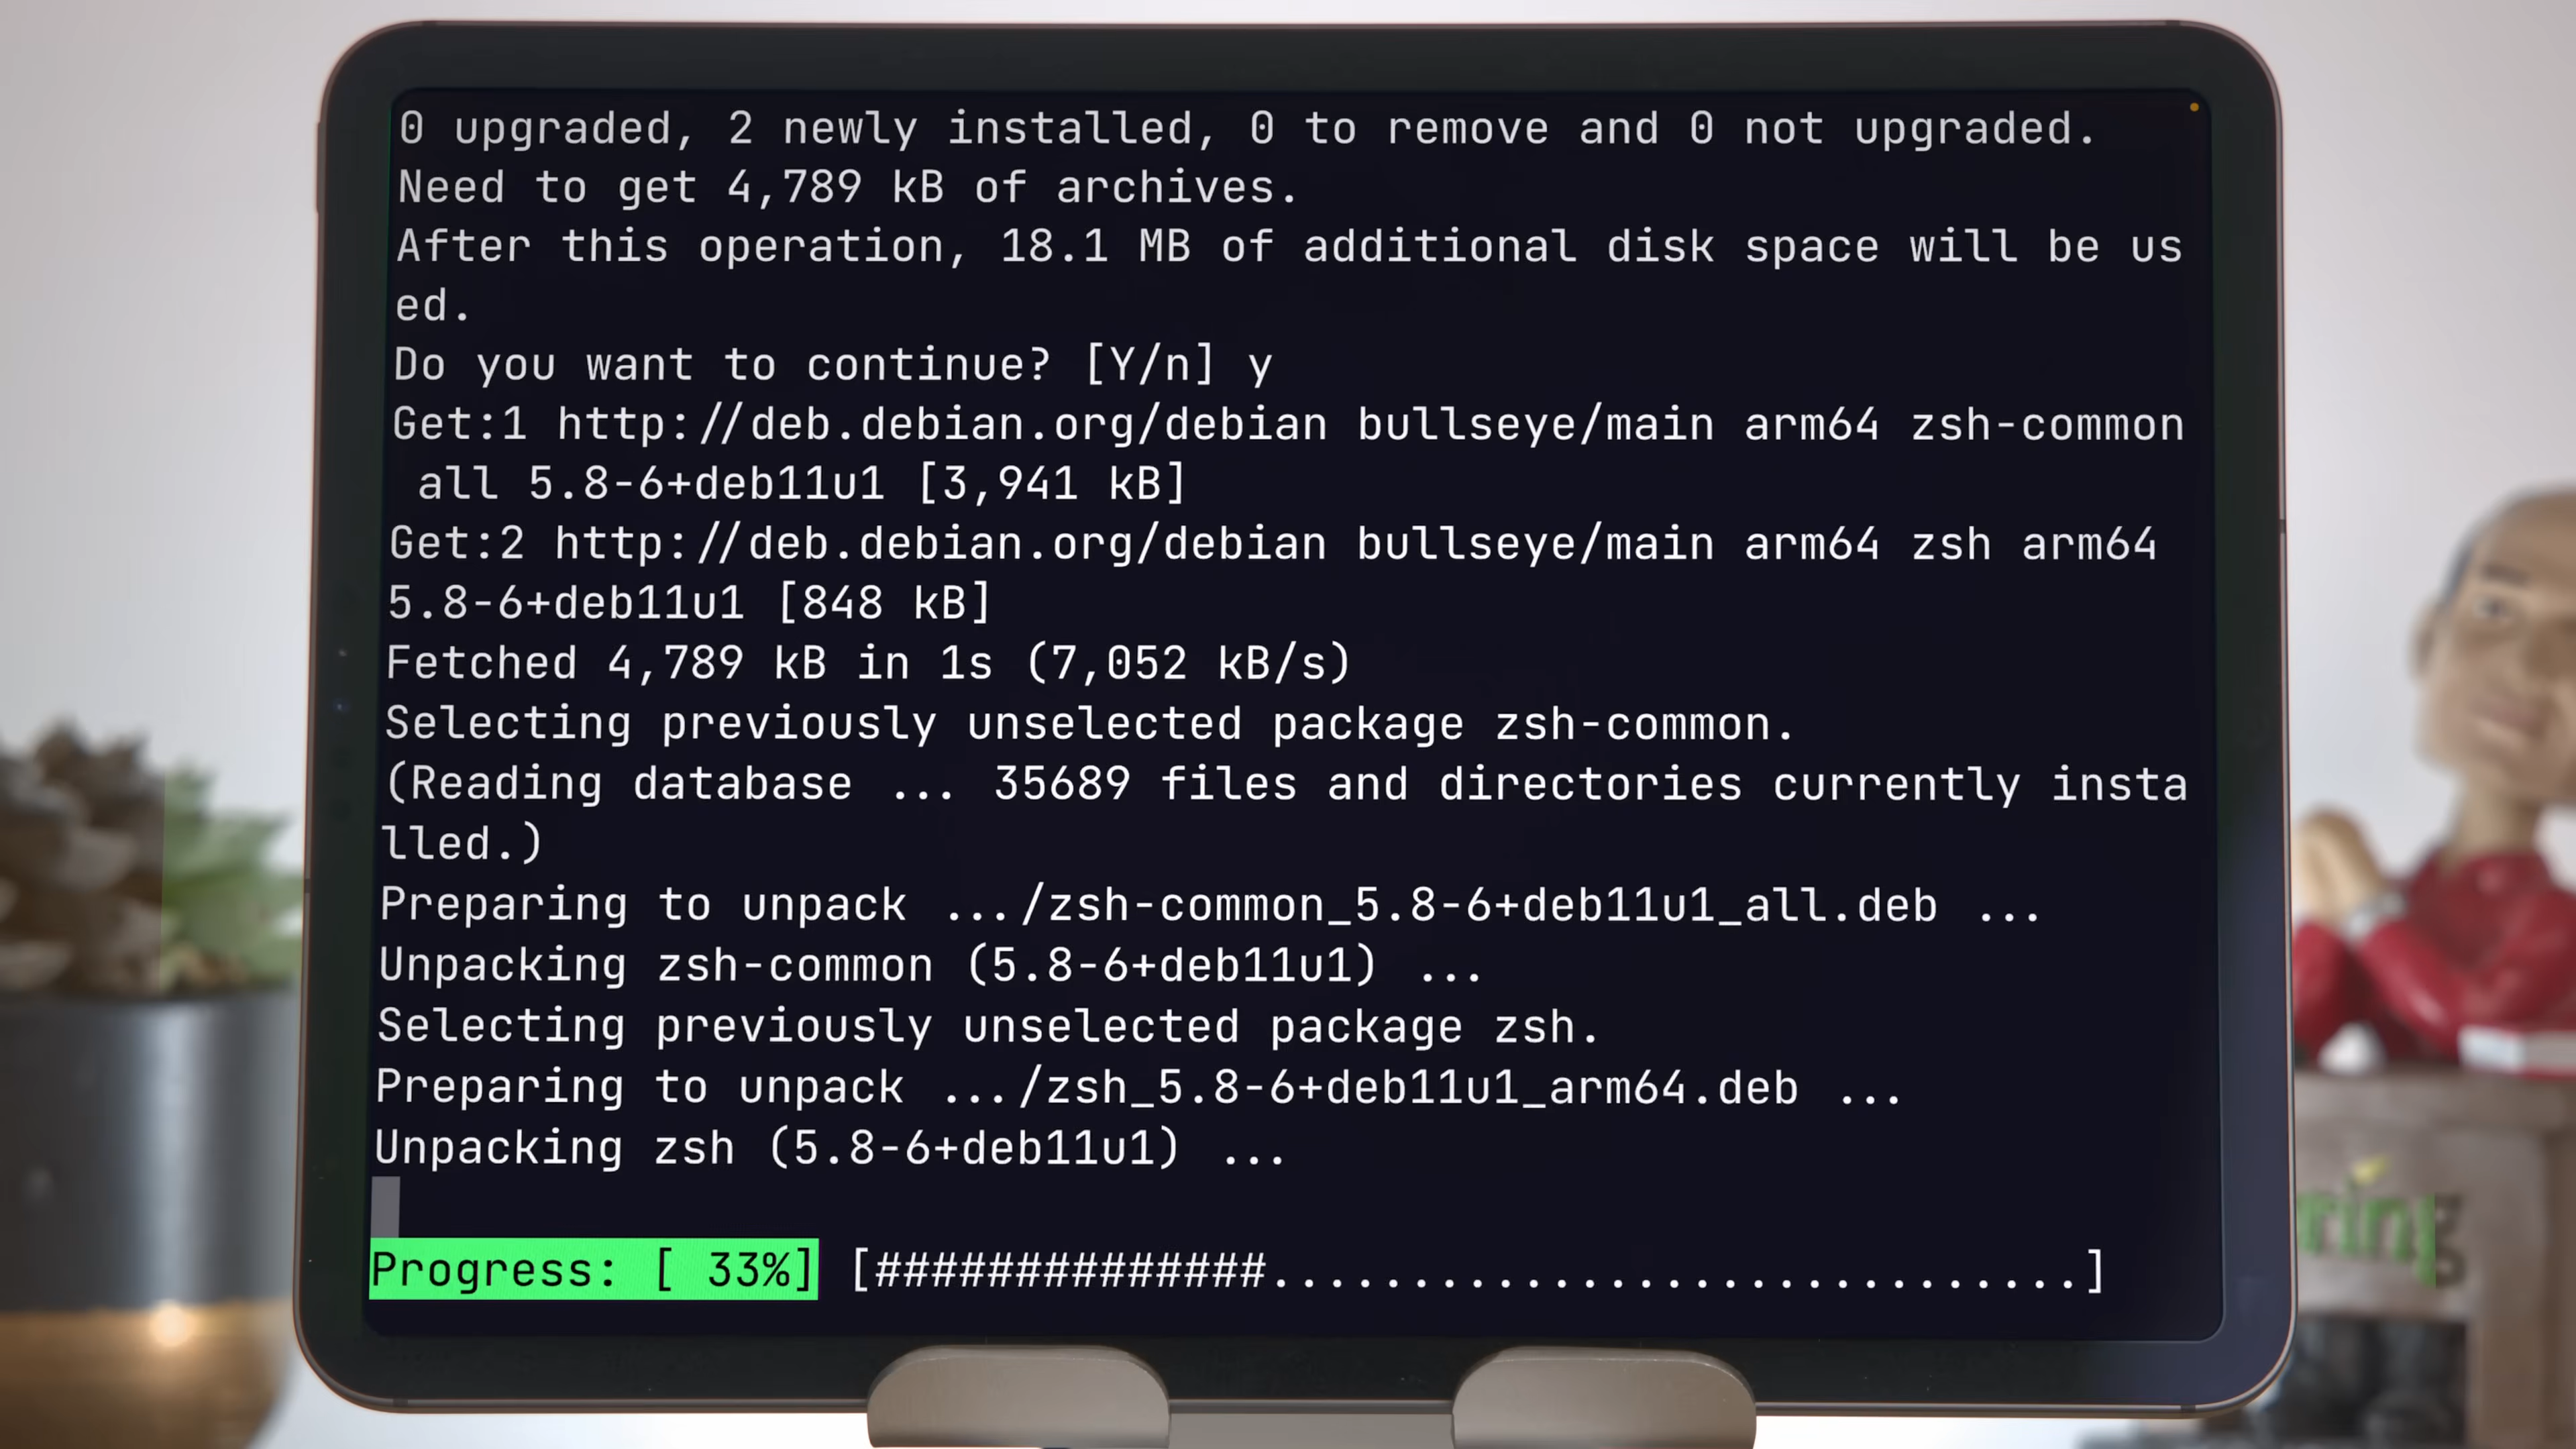 0 upgraded, 2 newly installed, 0 to remove and 0 not upgraded.
Need to get 4,789 kB of archives.
After this operation, 18.1 MB of additional disk space will be us
ed.
Do you want to continue? [Y/n] y
Get:1 http://deb.debian.org/debian bullseye/main arm64 zsh-common
 all 5.8-6+deb11u1 [3,941 kB]
Get:2 http://deb.debian.org/debian bullseye/main arm64 zsh arm64
5.8-6+deb11u1 [848 kB]
Fetched 4,789 kB in 1s (7,052 kB/s)
Selecting previously unselected package zsh-common.
(Reading database ... 35689 files and directories currently insta
lled.)
Preparing to unpack .../zsh-common_5.8-6+deb11u1_all.deb ...
Unpacking zsh-common (5.8-6+deb11u1) ...
Selecting previously unselected package zsh.
Preparing to unpack .../zsh_5.8-6+deb11u1_arm64.deb ...
Unpacking zsh (5.8-6+deb11u1) ...
Progress: [ 33%] [##############.............................]